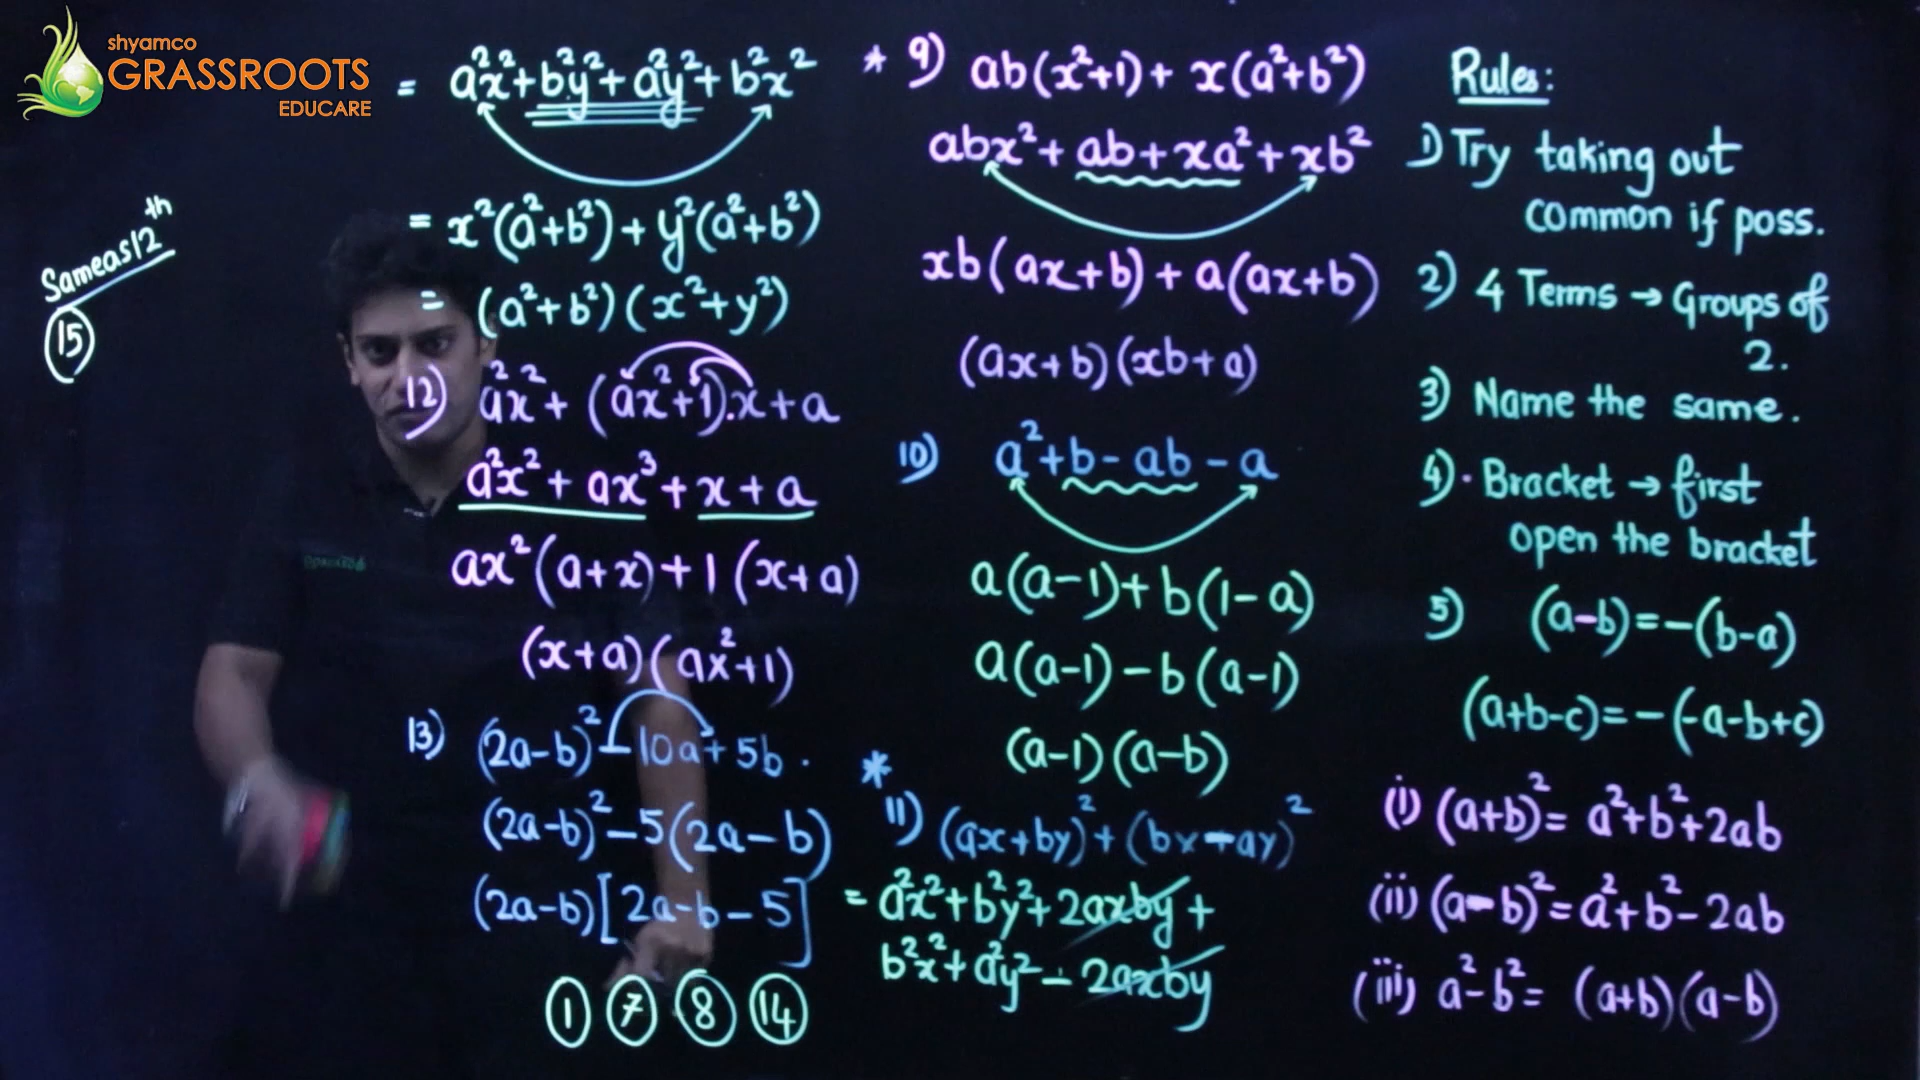 shyamco
GRASSROOTS
EDUCARE
Same as 12th
15
= a²x² + b²y² + a²y² + b²x²
= x²(a²+b²) + y²(a²+b²)
= (a²+b²)(x²+y²)
12) a²x² + (ax²+1).x + a
a²x² + ax³ + x + a
ax²(a+x) + 1(x+a)
(x+a)(ax²+1)
13) (2a-b)² - 10a + 5b.
(2a-b)² - 5(2a-b)
(2a-b)[2a-b-5]
1 7 8 14
* 9) ab(x²+1) + x(a²+b²)
abx² + ab + xa² + xb²
xb(ax+b) + a(ax+b)
(ax+b)(xb+a)
10) a² + b - ab - a
a(a-1) + b(1-a)
a(a-1) - b(a-1)
(a-1)(a-b)
*
11) (ax+by)² + (bx-ay)²
= a²x² + b²y² + 2axby +
b²x² + a²y² - 2axby
Rules:
1) Try taking out
common if poss.
2) 4 Terms → Groups of
2.
3) Name the same.
4) · Bracket → first
open the bracket
5) (a-b) = -(b-a)
(a+b-c) = -(-a-b+c)
(i) (a+b)² = a²+b²+2ab
(ii) (a-b)² = a²+b²-2ab
(iii) a²-b² = (a+b)(a-b)